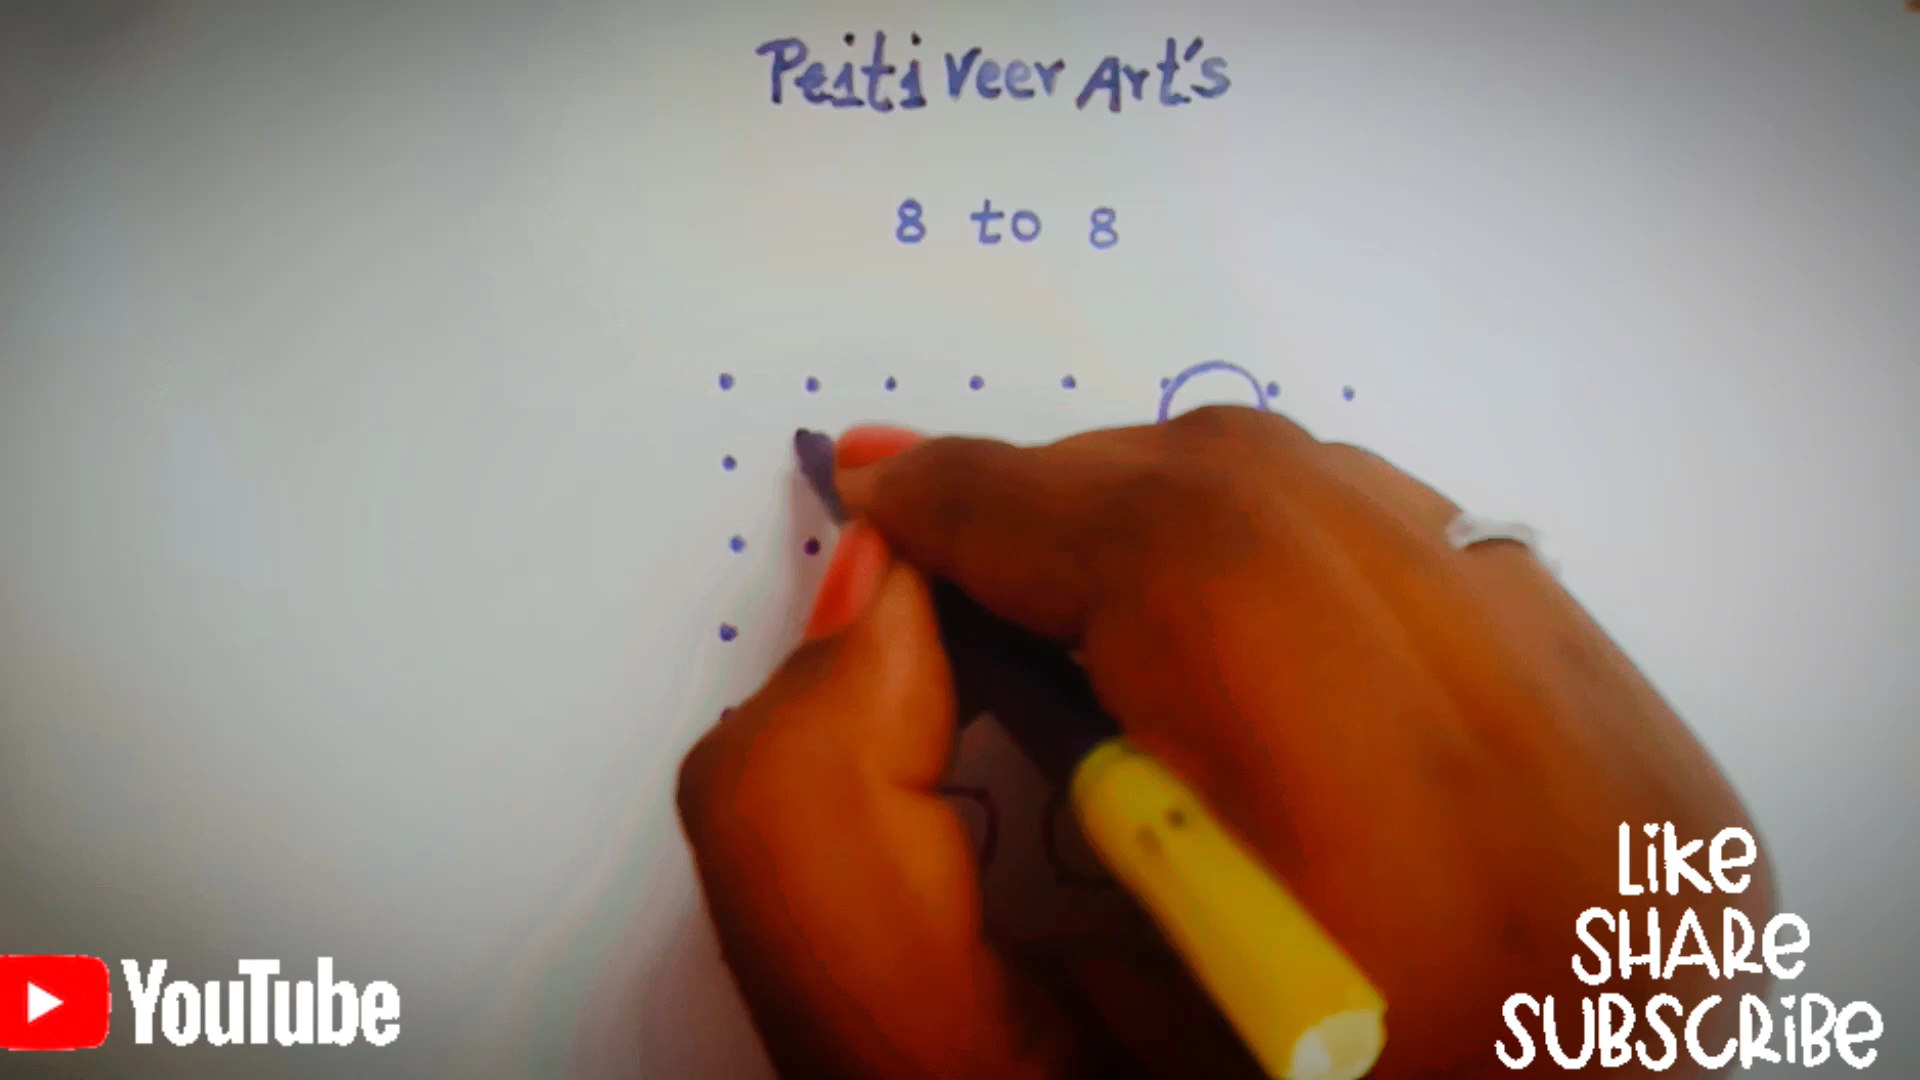 Peiti Veer Art's
8 to 8
YouTube
Like
SHARe
SUBSCRiBe